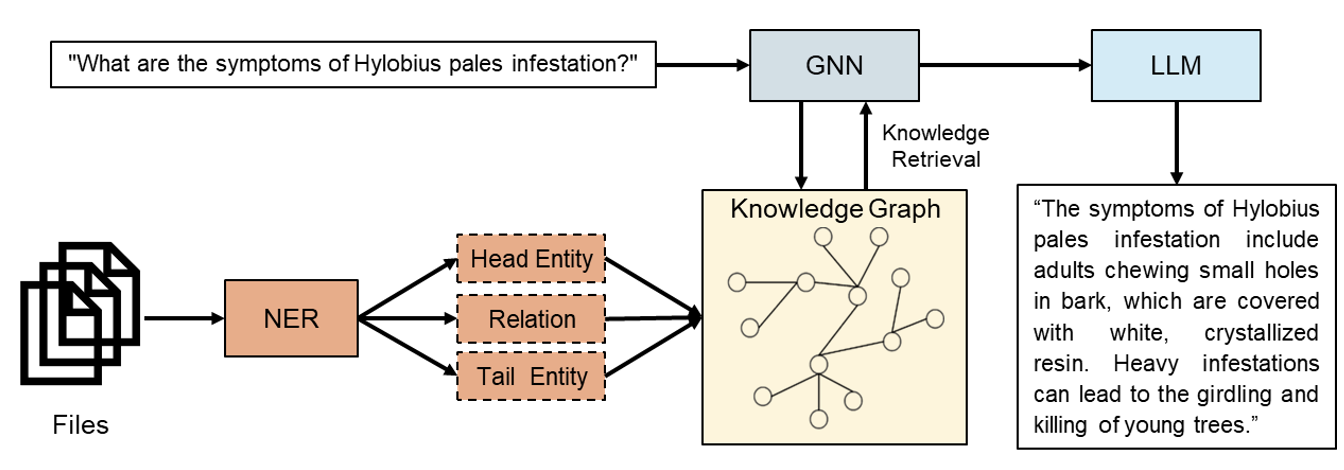 "What are the symptoms of Hylobius pales infestation?"
GNN
LLM
Knowledge
Retrieval
Knowledge Graph
Head Entity
NER
Relation
Tail Entity
Files
“The symptoms of Hylobius
pales infestation include
adults chewing small holes
in bark, which are covered
with white, crystallized
resin. Heavy infestations
can lead to the girdling and
killing of young trees.”